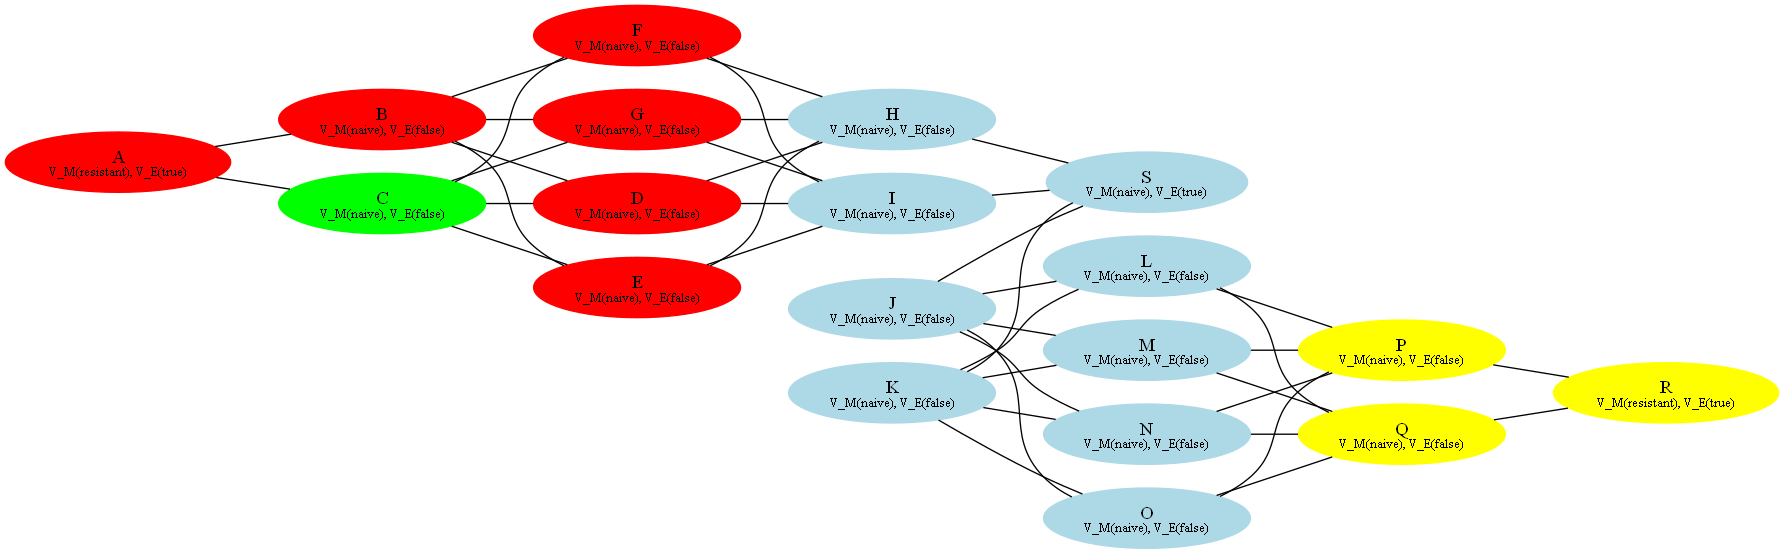 F
V_M(naive), V_E(false)
B
V_M(naive), V_E(false)
G
V_M(naive), V_E(false)
H
V_M(naive), V_E(false)
A
V_M(resistant), V_E(true)
C
V_M(naive), V_E(false)
D
V_M(naive), V_E(false)
I
V_M(naive), V_E(false)
S
V_M(naive), V_E(true)
E
V_M(naive), V_E(false)
J
V_M(naive), V_E(false)
L
V_M(naive), V_E(false)
K
V_M(naive), V_E(false)
M
V_M(naive), V_E(false)
P
V_M(naive), V_E(false)
R
V_M(resistant), V_E(true)
N
V_M(naive), V_E(false)
Q
V_M(naive), V_E(false)
O
V_M(naive), V_E(false)